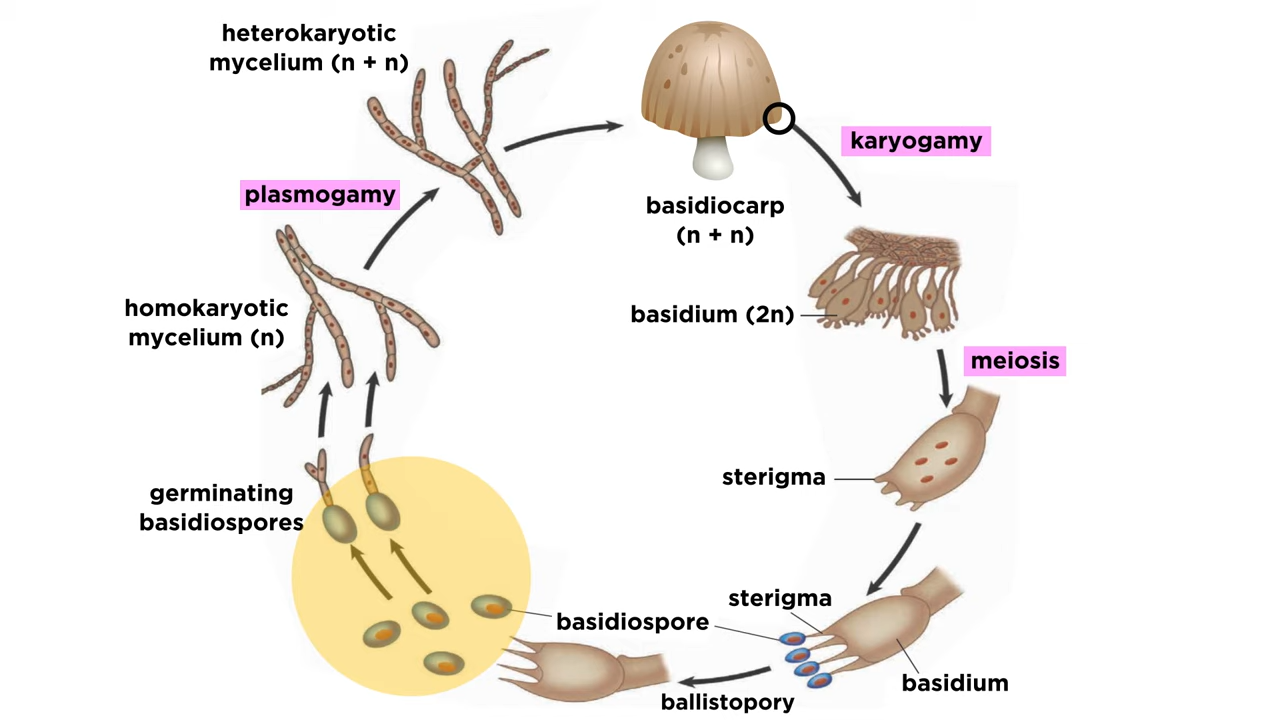 heterokaryotic
mycelium (n + n)
plasmogamy
karyogamy
basidiocarp
(n + n)
homokaryotic
mycelium (n)
basidium (2n)
meiosis
sterigma
germinating
basidiospores
sterigma
basidiospore
basidium
ballistopory